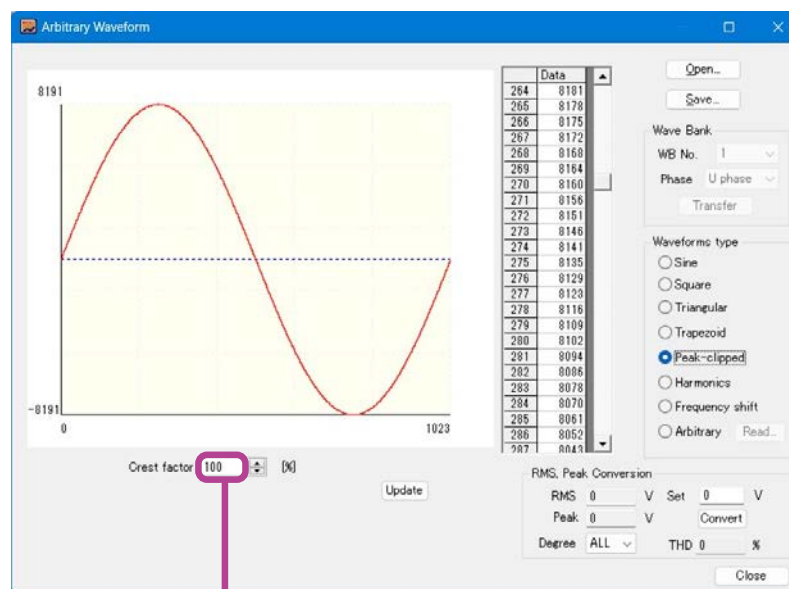 Arbitrary Waveform
8191
-8191
0
1023
Crest factor 100 [%]
Update
Data
264 8181
265 8178
266 8175
267 8172
268 8168
269 8164
270 8160
271 8156
272 8151
273 8146
274 8141
275 8135
276 8129
277 8123
278 8116
279 8109
280 8102
281 8094
282 8086
283 8078
284 8070
285 8061
286 8052
287 8043
Open...
Save...
Wave Bank
WB No. 1
Phase U phase
Transfer
Waveforms type
Sine
Square
Triangular
Trapezoid
Peak-clipped
Harmonics
Frequency shift
Arbitrary Read...
RMS, Peak Conversion
RMS 0 V Set 0 V
Peak 0 V Convert
Degree ALL THD 0 %
Close